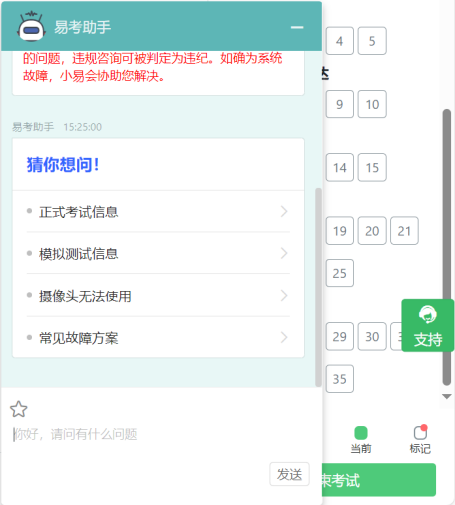 易考助手
的问题，违规咨询可被判定为违纪。如确为系统
故障，小易会协助您解决。
易考助手 15:25:00
猜你想问！
正式考试信息
模拟测试信息
摄像头无法使用
常见故障方案
你好，请问有什么问题
发送
4 5
达
9 10
14 15
19 20 21
25
29 30
35
支持
当前 标记
束考试